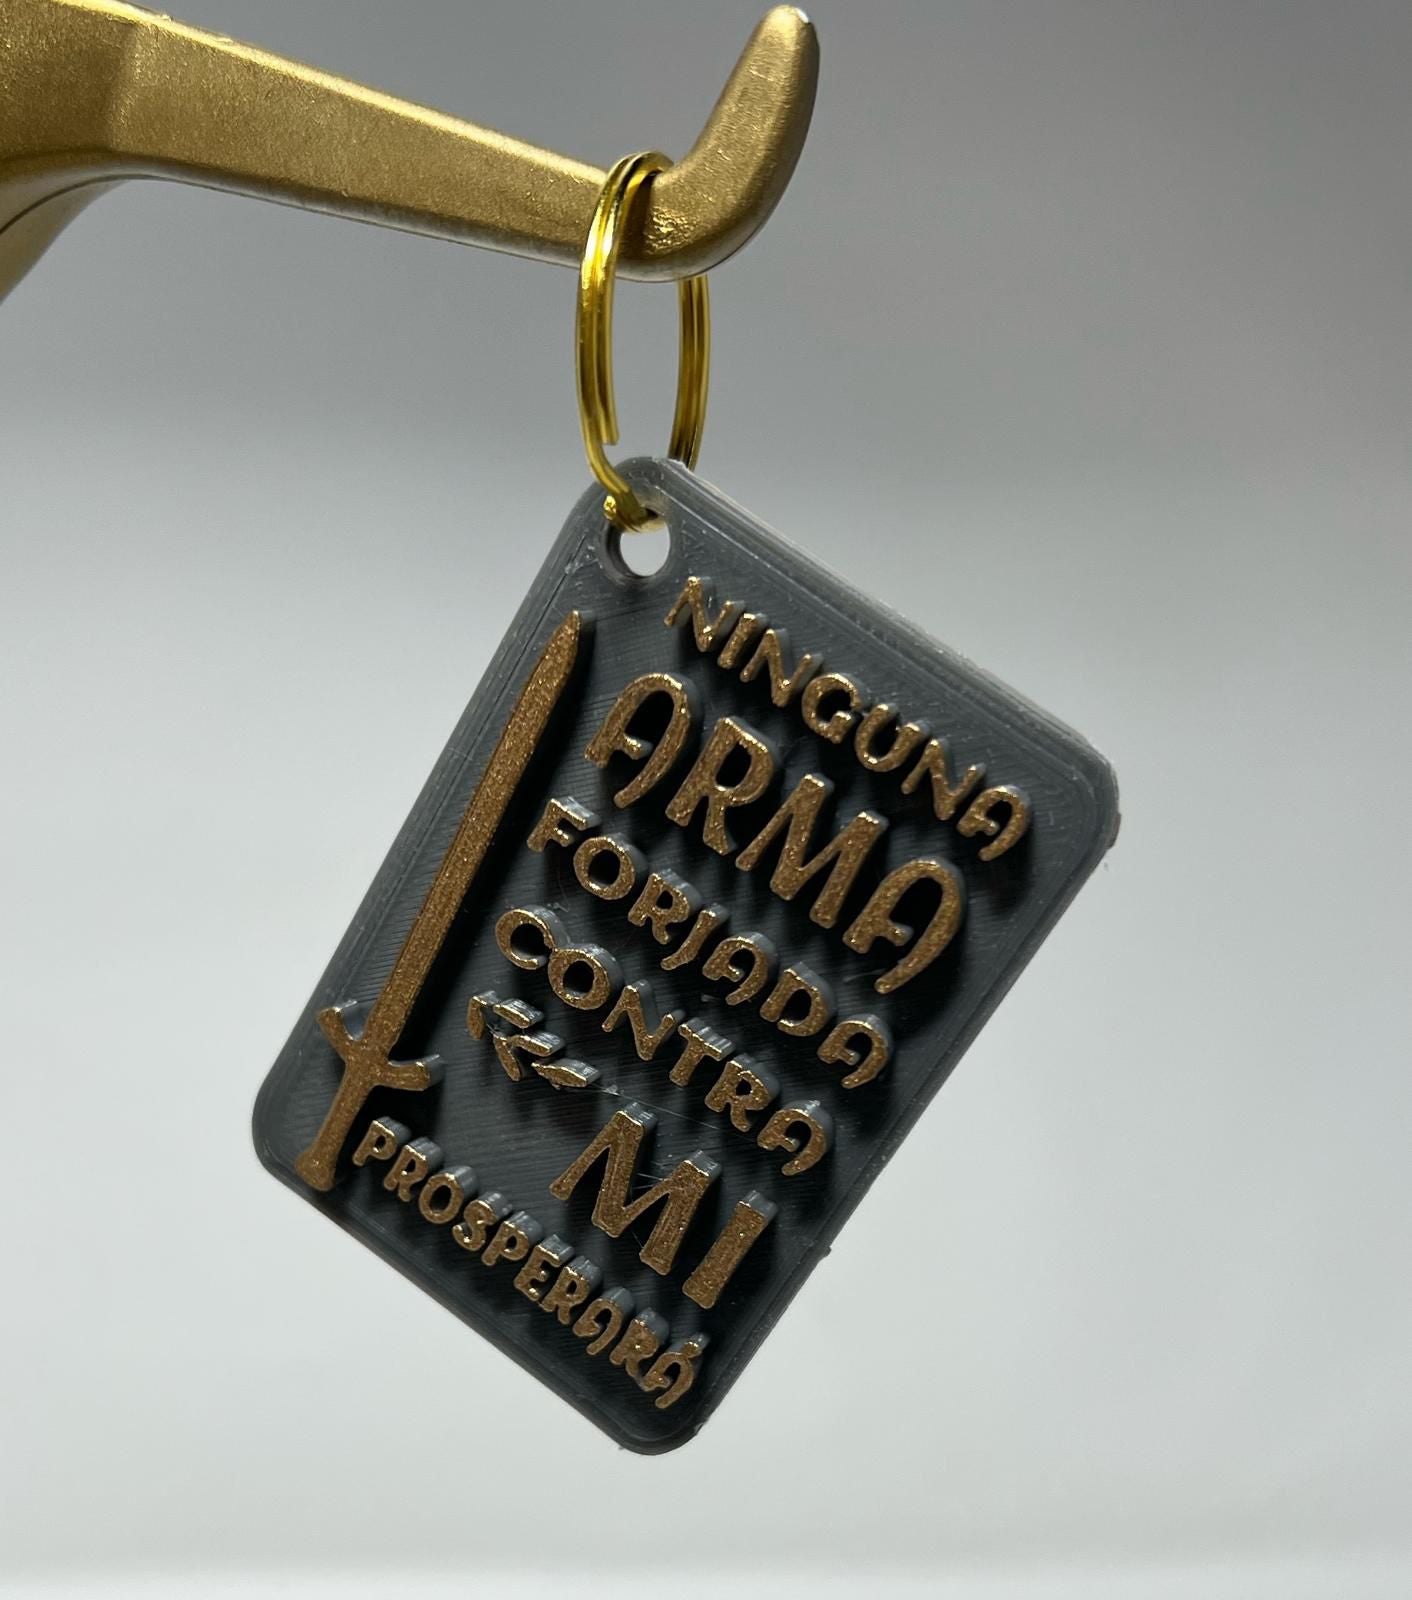 NINGUNA
ARMA
FORJADA
CONTRA
MI
PROSPERARÁ